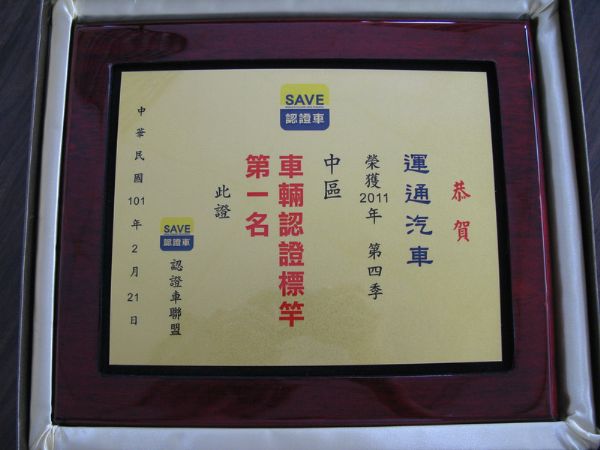 SAVE
認證車
恭賀
運通汽車
榮獲2011年 第四季
中區
車輛認證標竿
第一名
此證
SAVE
認證車
認證車聯盟
中華民國101年2月21日